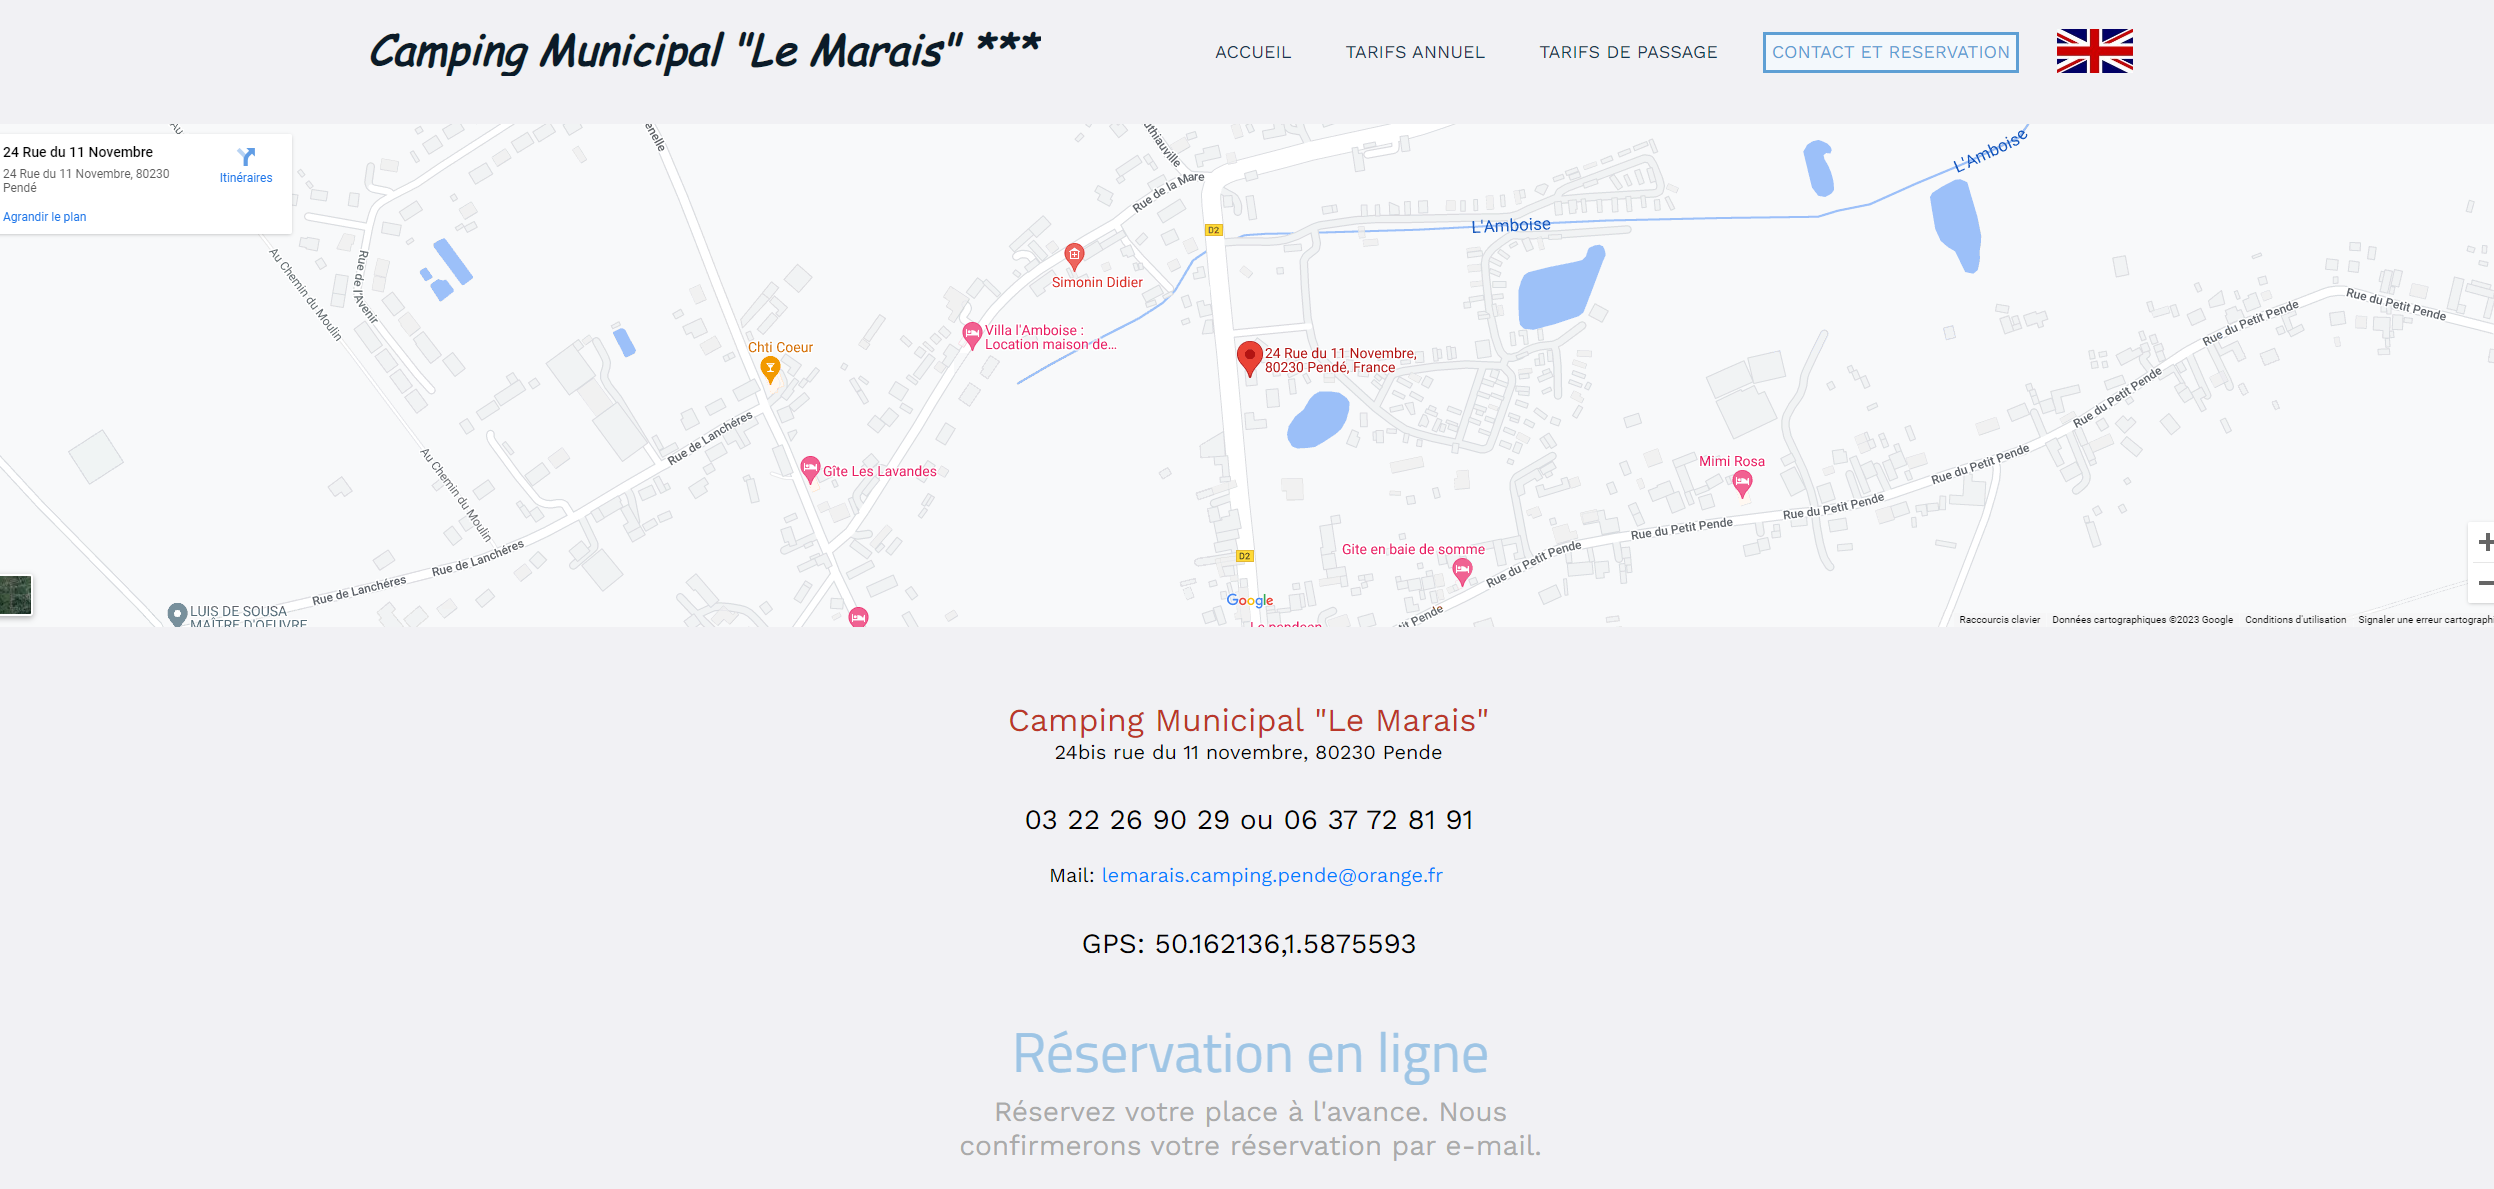 Camping Municipal "Le Marais" ***
ACCUEIL
TARIFS ANNUEL
TARIFS DE PASSAGE
CONTACT ET RESERVATION
24 Rue du 11 Novembre
24 Rue du 11 Novembre, 80230
Pendé
Itinéraires
Agrandir le plan
Au Chemin du Moulin
Rue de l'Avenir
Au Chemin du Moulin
Rue de la Mare
D2
L'Amboise
L'Amboise
Simonin Didier
Villa l'Amboise :
Location maison de...
Chti Coeur
24 Rue du 11 Novembre,
80230 Pendé, France
Rue du Petit Pende
Rue du Petit Pende
Rue du Petit Pende
Rue du Petit Pende
Rue du Petit Pende
Rue du Petit Pende
Rue du Petit Pende
Rue de Lanchéres
Gîte Les Lavandes
Mimi Rosa
Gite en baie de somme
D2
Rue de Lanchéres
Rue de Lanchéres
LUIS DE SOUSA
MAÎTRE D'OEUVRE
Google
Le pendeen
Raccourcis clavier
Données cartographiques ©2023 Google
Conditions d'utilisation
Signaler une erreur cartographi
Camping Municipal "Le Marais"
24bis rue du 11 novembre, 80230 Pende
03 22 26 90 29 ou 06 37 72 81 91
Mail: lemarais.camping.pende@orange.fr
GPS: 50.162136,1.5875593
Réservation en ligne
Réservez votre place à l'avance. Nous
confirmerons votre réservation par e-mail.